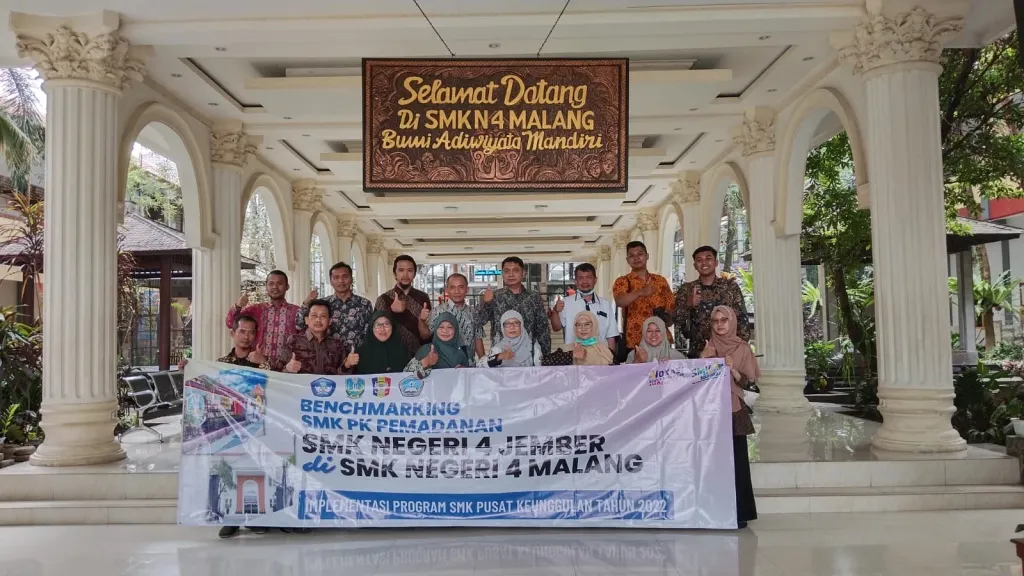 Selamat Datang
Di SMKN 4 MALANG
Bumi Adiwiyata Mandiri
BENCHMARKING
SMK PK PEMADANAN
SMK NEGERI 4 JEMBER
di SMK NEGERI 4 MALANG
IMPLEMENTASI PROGRAM SMK PUSAT KEUNGGULAN TAHUN 2022